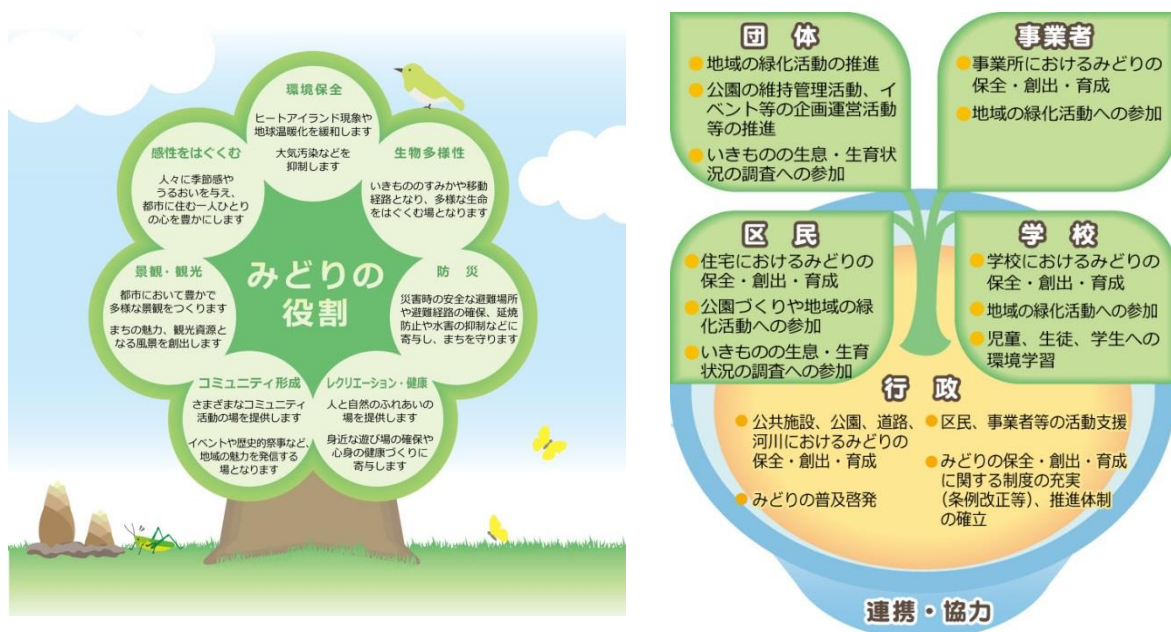 環境保全
ヒートアイランド現象や
地球温暖化を緩和します
大気汚染などを
抑制します
生物多様性
いきもののすみかや移動
経路となり、多様な生命
をはぐくむ場となります
防 災
災害時の安全な避難場所
や避難経路の確保、延焼
防止や水害の抑制などに
寄与し、まちを守ります
レクリエーション・健康
人と自然のふれあいの
場を提供します
身近な遊び場の確保や
心身の健康づくりに
寄与します
コミュニティ形成
さまざまなコミュニティ
活動の場を提供します
イベントや歴史的祭事など、
地域の魅力を発信する
場となります
景観・観光
都市において豊かで
多様な景観をつくります
まちの魅力、観光資源と
なる風景を創出します
感性をはぐくむ
人々に季節感や
うるおいを与え、
都市に住む一人ひとり
の心を豊かにします
みどりの
役割
団 体
●地域の緑化活動の推進
●公園の維持管理活動、イ
ベント等の企画運営活動
等の推進
●いきものの生息・生育状
況の調査への参加
事業者
●事業所におけるみどりの
保全・創出・育成
●地域の緑化活動への参加
区 民
●住宅におけるみどりの
保全・創出・育成
●公園づくりや地域の緑
化活動への参加
●いきものの生息・生育
状況の調査への参加
学 校
●学校におけるみどりの
保全・創出・育成
●地域の緑化活動への参加
●児童、生徒、学生への
環境学習
行 政
●公共施設、公園、道路、
河川におけるみどりの
保全・創出・育成
●みどりの普及啓発
●区民、事業者等の活動支援
●みどりの保全・創出・育成
に関する制度の充実
（条例改正等）、推進体制
の確立
連携・協力